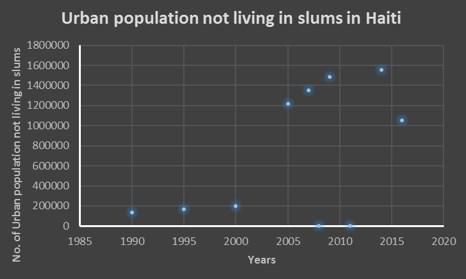 Urban population not living in slums in Haiti
No. of Urban population not living in slums
1800000
1600000
1400000
1200000
1000000
800000
600000
400000
200000
0
1985 1990 1995 2000 2005 2010 2015 2020
Years